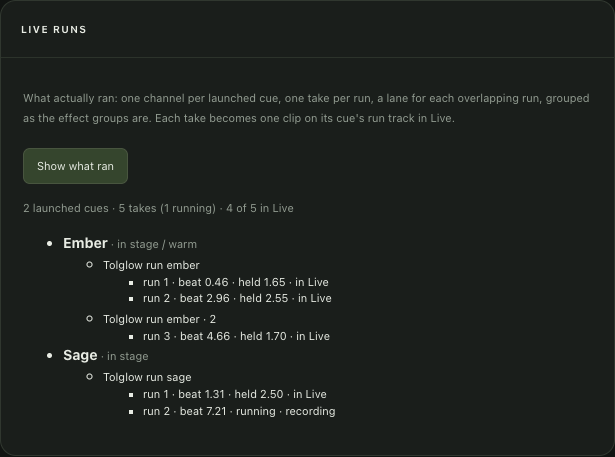 LIVE RUNS
What actually ran: one channel per launched cue, one take per run, a lane for each overlapping run, grouped
as the effect groups are. Each take becomes one clip on its cue's run track in Live.
Show what ran
2 launched cues · 5 takes (1 running) · 4 of 5 in Live
Ember · in stage / warm
Tolglow run ember
run 1 · beat 0.46 · held 1.65 · in Live
run 2 · beat 2.96 · held 2.55 · in Live
Tolglow run ember · 2
run 3 · beat 4.66 · held 1.70 · in Live
Sage · in stage
Tolglow run sage
run 1 · beat 1.31 · held 2.50 · in Live
run 2 · beat 7.21 · running · recording